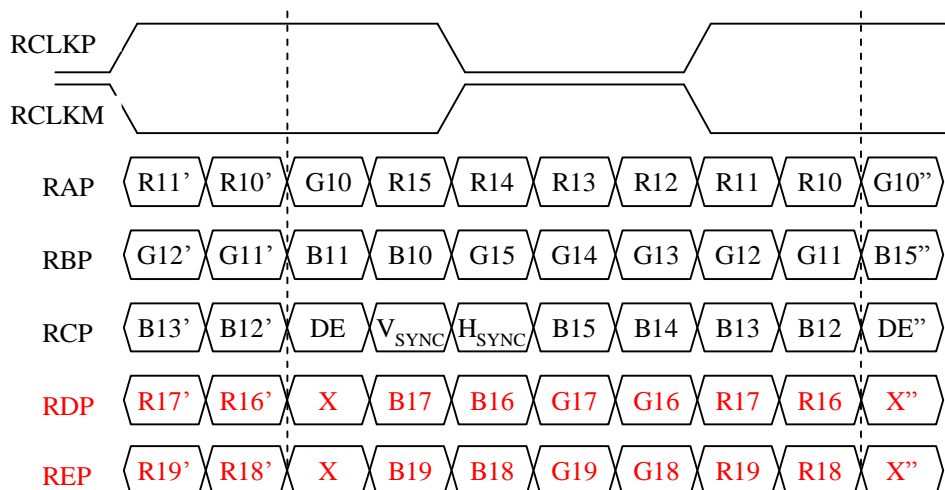 RCLKP
RCLKM
RAP R11’ R10’ G10 R15 R14 R13 R12 R11 R10 G10”
RBP G12’ G11’ B11 B10 G15 G14 G13 G12 G11 B15”
RCP B13’ B12’ DE VSYNC HSYNC B15 B14 B13 B12 DE”
RDP R17’ R16’ X B17 B16 G17 G16 R17 R16 X”
REP R19’ R18’ X B19 B18 G19 G18 R19 R18 X”